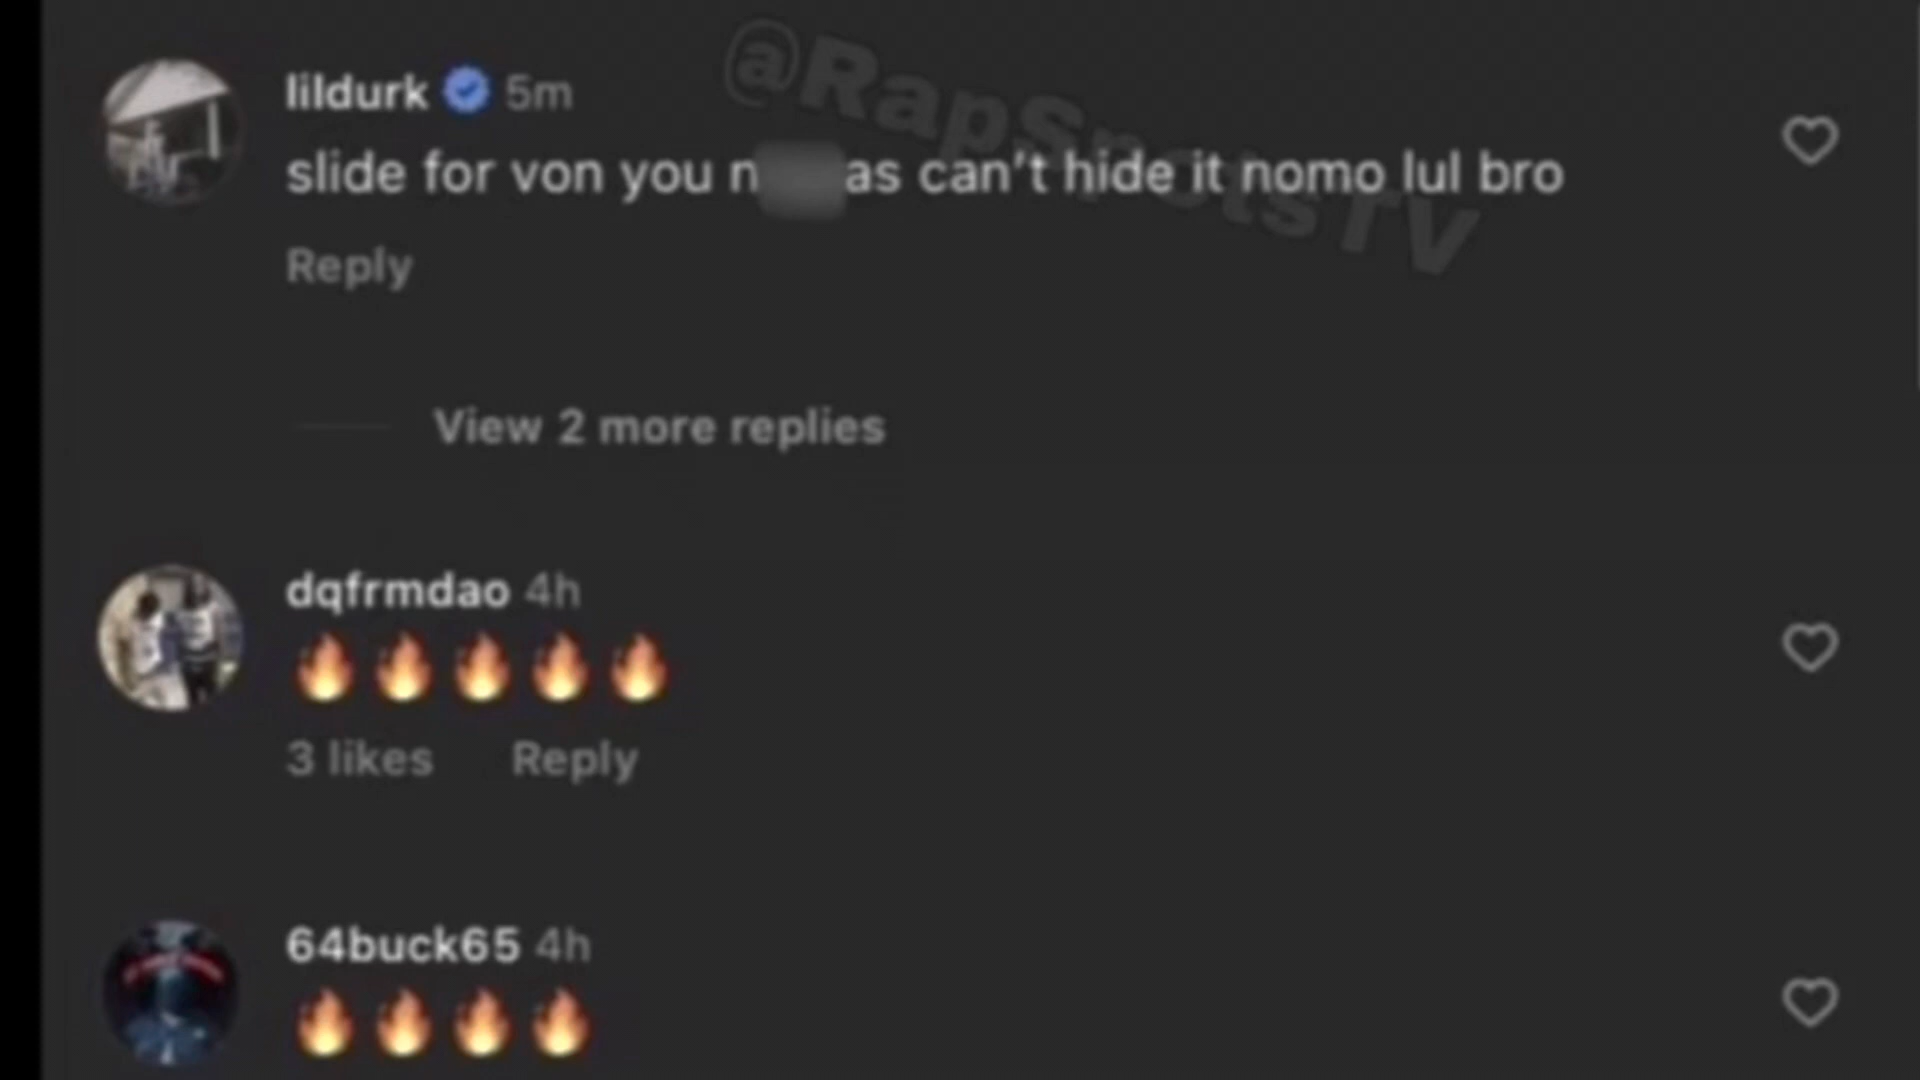 @RapSpotsTV
lildurk 5m
slide for von you n as can't hide it nomo lul bro
Reply
View 2 more replies
dqfrmdao 4h
🔥🔥🔥🔥🔥
3 likes Reply
64buck65 4h
🔥🔥🔥🔥